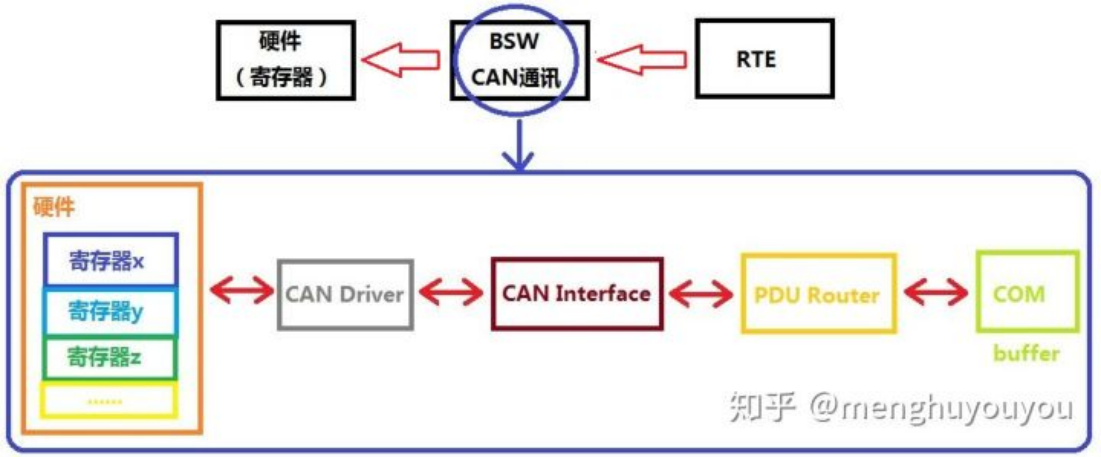 硬件
（寄存器）
BSW
CAN通讯
RTE
硬件
寄存器x
寄存器y
寄存器z
......
CAN Driver
CAN Interface
PDU Router
COM
buffer
知乎 @menghuyouyou